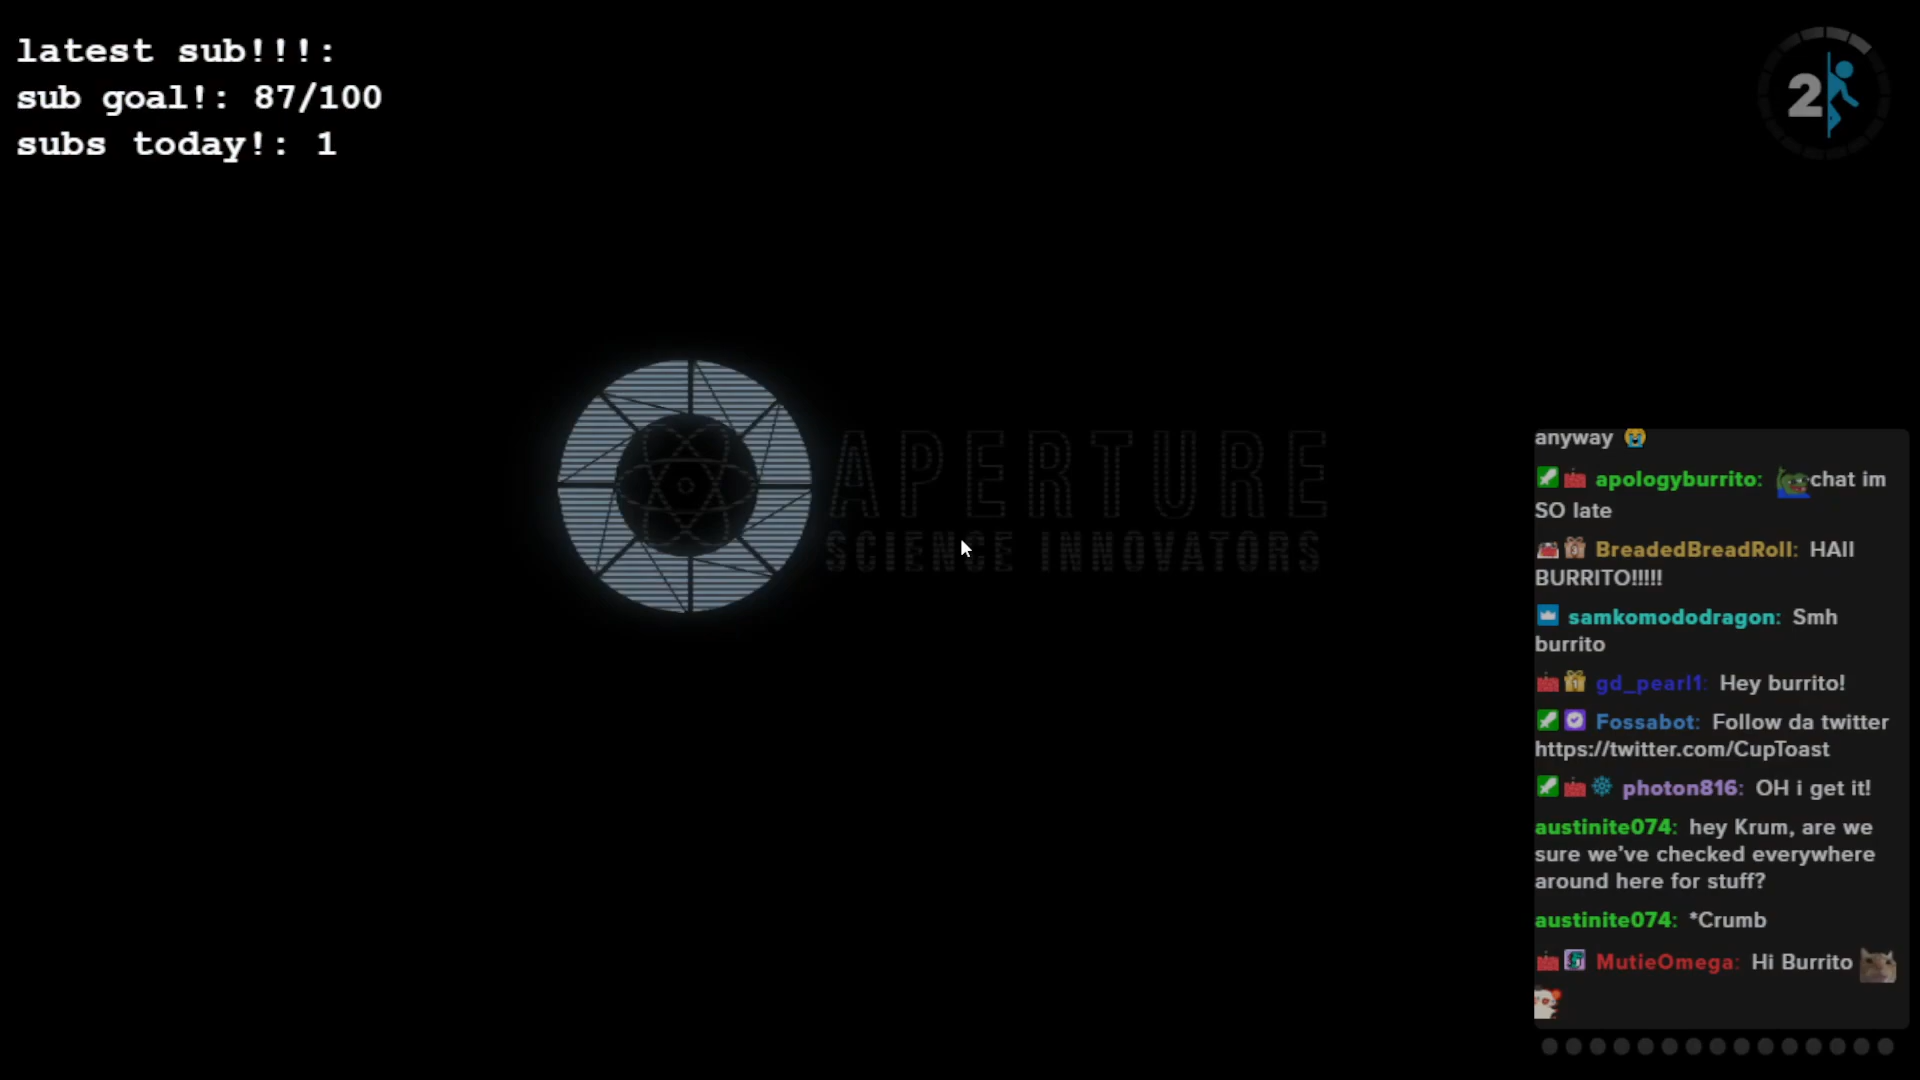 latest sub!!!:
sub goal!: 87/100
subs today!: 1
2
APERTURE
SCIENCE INNOVATORS
anyway 😭
apologyburrito: chat im
SO late
BreadedBreadRoll: HAII
BURRITO!!!!!
samkomododragon: Smh
burrito
gd_pearl1: Hey burrito!
Fossabot: Follow da twitter
https://twitter.com/CupToast
photon816: OH i get it!
austinite074: hey Krum, are we
sure we've checked everywhere
around here for stuff?
austinite074: *Crumb
MutieOmega: Hi Burrito